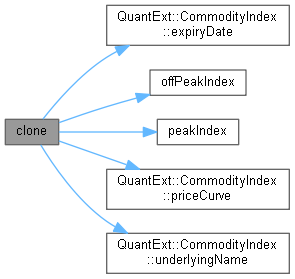 QuantExt::CommodityIndex
::expiryDate
offPeakIndex
clone
peakIndex
QuantExt::CommodityIndex
::priceCurve
QuantExt::CommodityIndex
::underlyingName